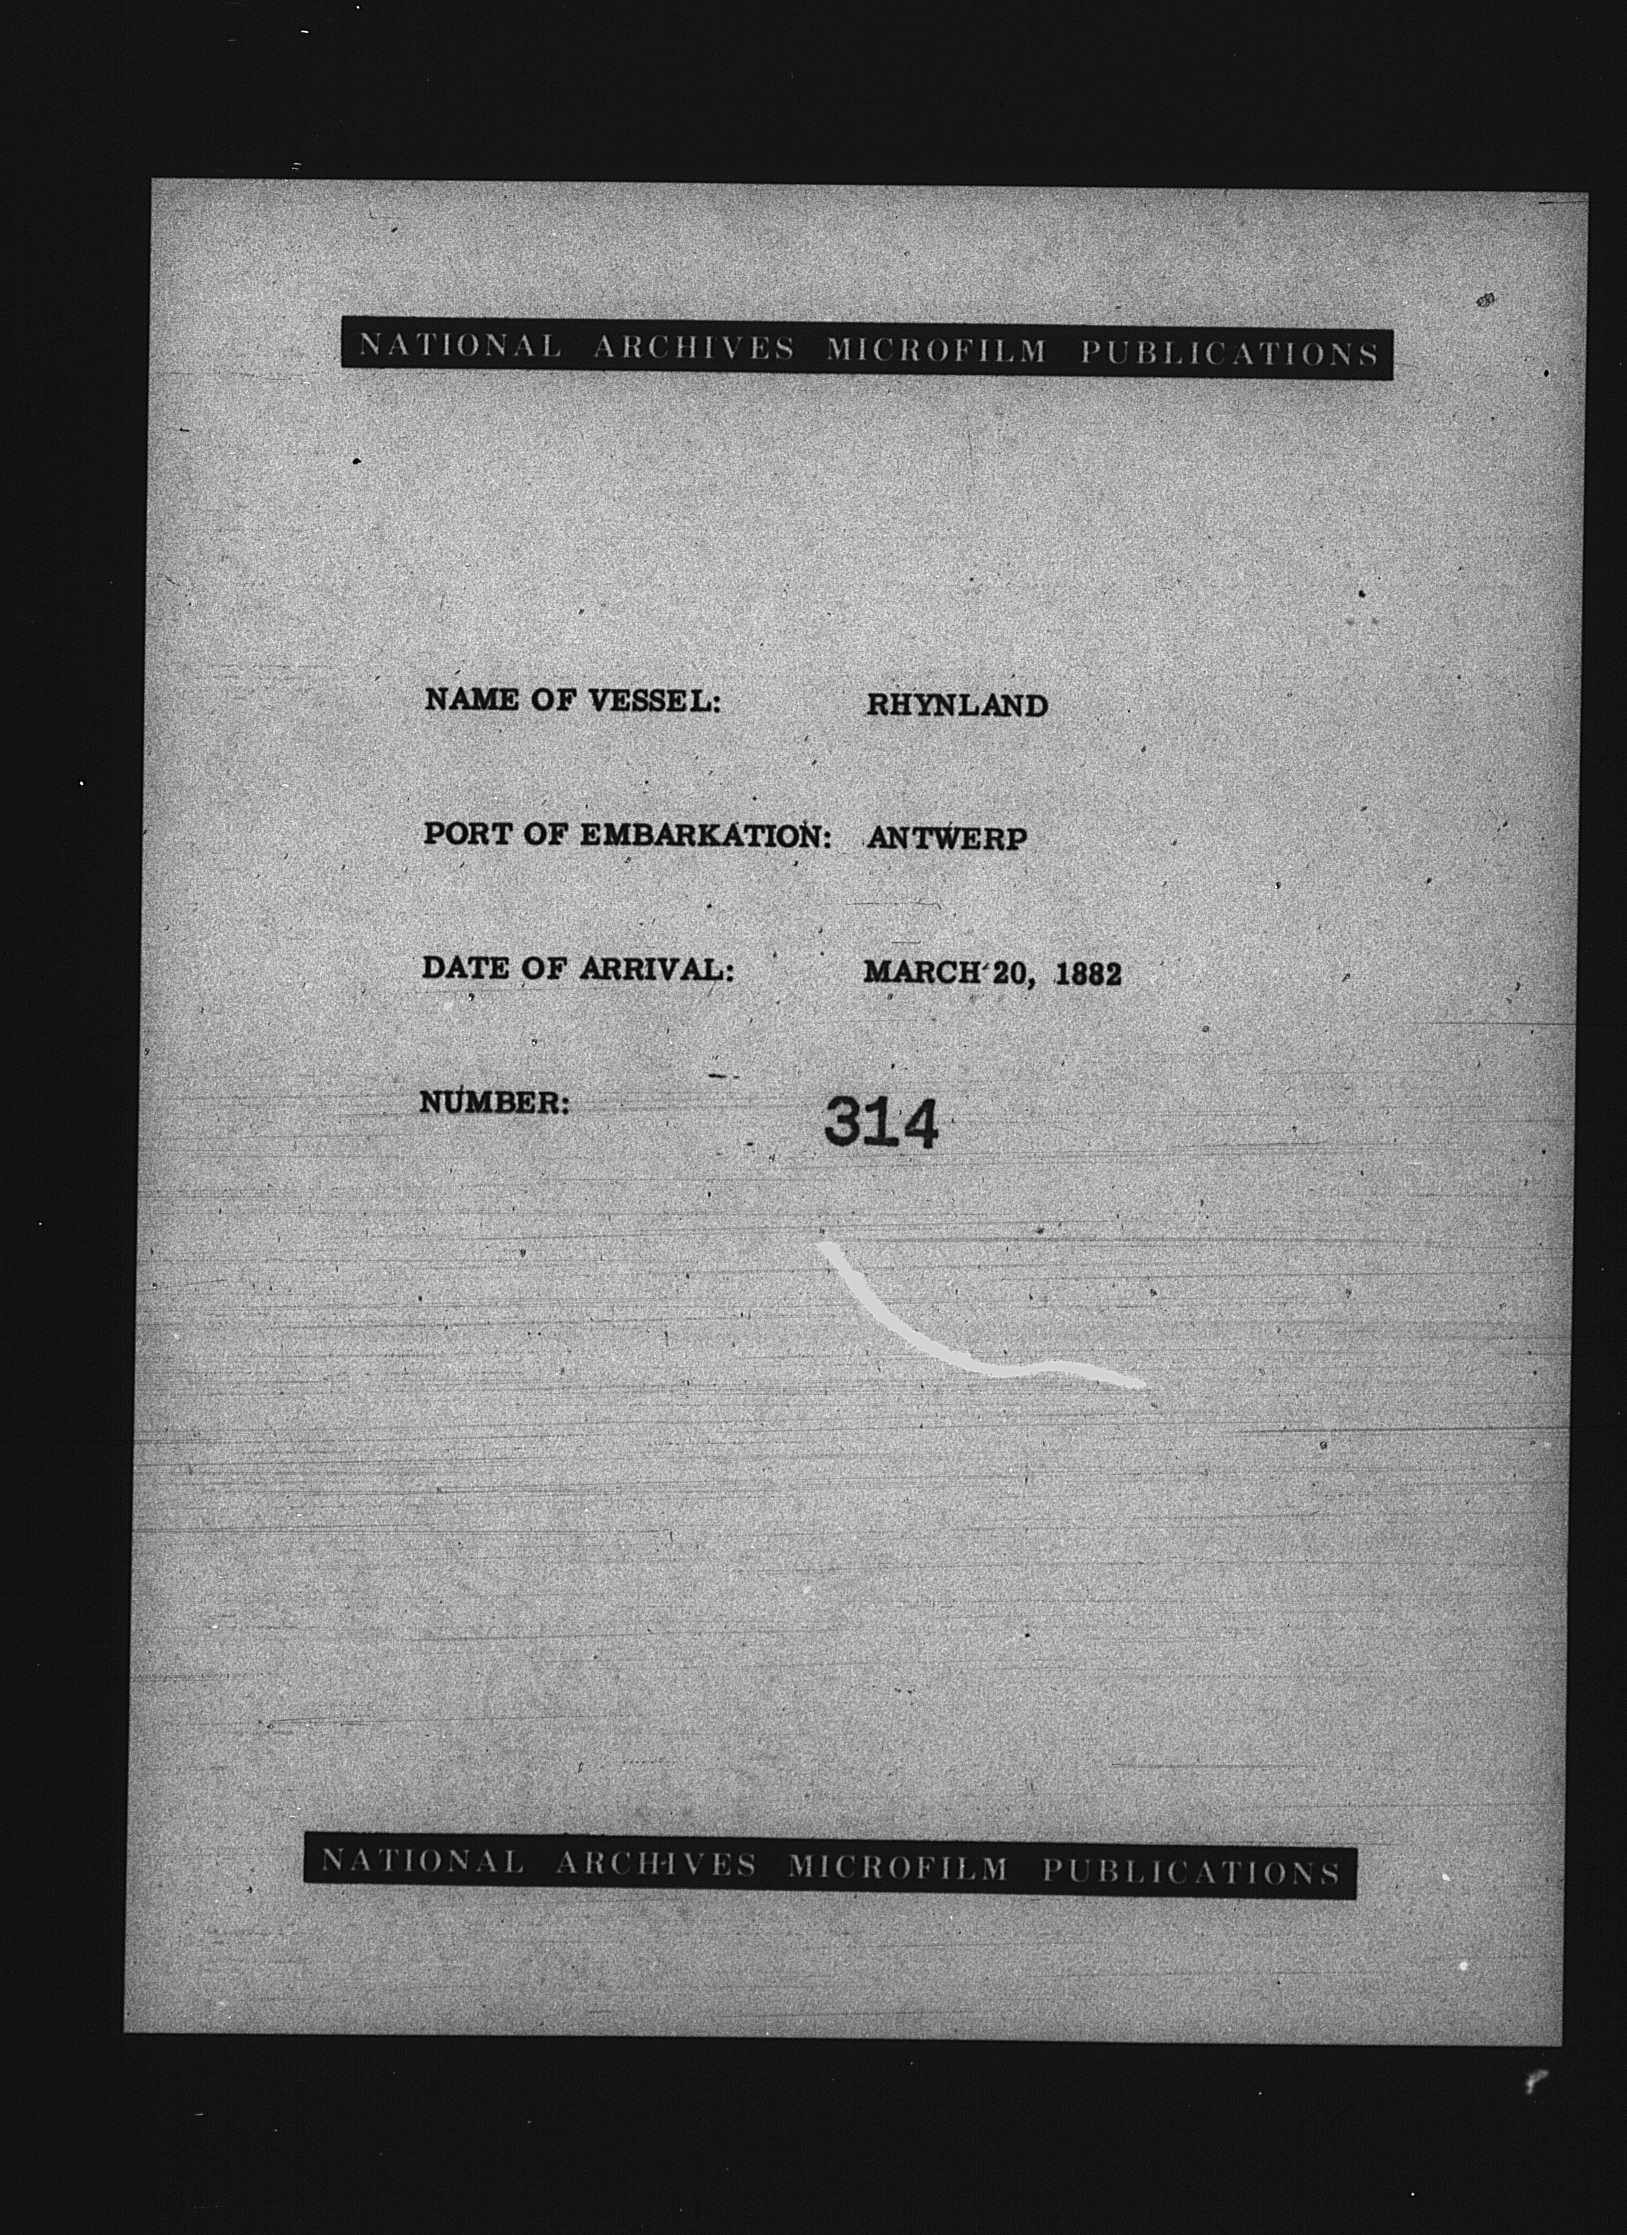 NATIONAL ARCHIVES MICROFILM PUBLICATIONS
NAME OF VESSEL: RHYNLAND
PORT OF EMBARKATION: ANTWERP
DATE OF ARRIVAL: MARCH 20, 1882
NUMBER: 314
NATIONAL ARCHIVES MICROFILM PUBLICATIONS